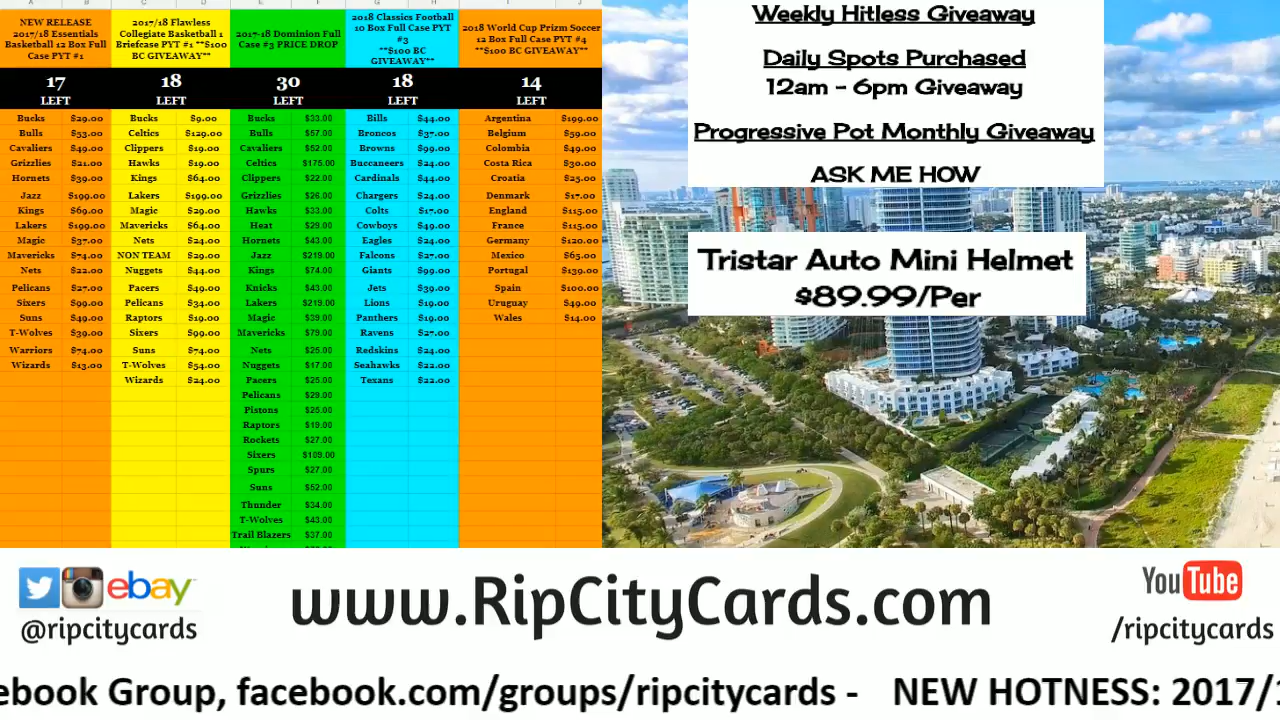 NEW RELEASE
2017/18 Essentials
Basketball 12 Box Full
Case PYT #1
17
LEFT
Bucks $29.00
Bulls $53.00
Cavaliers $49.00
Grizzlies $21.00
Hornets $39.00
Jazz $199.00
Kings $69.00
Lakers $199.00
Magic $37.00
Mavericks $74.00
Nets $22.00
Pelicans $27.00
Sixers $99.00
Suns $49.00
T-Wolves $39.00
Warriors $74.00
Wizards $13.00
2017/18 Flawless
Collegiate Basketball 1
Briefcase PYT #1 **$100
BC GIVEAWAY**
18
LEFT
Bucks $9.00
Celtics $129.00
Clippers $19.00
Hawks $19.00
Kings $64.00
Lakers $199.00
Magic $29.00
Mavericks $64.00
Nets $24.00
NON TEAM $29.00
Nuggets $44.00
Pacers $49.00
Pelicans $34.00
Raptors $19.00
Sixers $99.00
Suns $74.00
T-Wolves $54.00
Wizards $24.00
2017-18 Dominion Full
Case #3 PRICE DROP
30
LEFT
Bucks $33.00
Bulls $57.00
Cavaliers $52.00
Celtics $175.00
Clippers $22.00
Grizzlies $26.00
Hawks $33.00
Heat $29.00
Hornets $43.00
Jazz $219.00
Kings $74.00
Knicks $43.00
Lakers $219.00
Magic $39.00
Mavericks $79.00
Nets $25.00
Nuggets $17.00
Pacers $25.00
Pelicans $29.00
Pistons $25.00
Raptors $19.00
Rockets $27.00
Sixers $109.00
Spurs $27.00
Suns $52.00
Thunder $34.00
T-Wolves $43.00
Trail Blazers $37.00
2018 Classics Football
10 Box Full Case PYT
#3
**$100 BC
GIVEAWAY**
18
LEFT
Bills $44.00
Broncos $37.00
Browns $99.00
Buccaneers $24.00
Cardinals $44.00
Chargers $24.00
Colts $17.00
Cowboys $49.00
Eagles $24.00
Falcons $27.00
Giants $99.00
Jets $39.00
Lions $19.00
Panthers $19.00
Ravens $27.00
Redskins $24.00
Seahawks $22.00
Texans $22.00
2018 World Cup Prizm Soccer
12 Box Full Case PYT #4
**$100 BC GIVEAWAY**
14
LEFT
Argentina $199.00
Belgium $59.00
Colombia $49.00
Costa Rica $30.00
Croatia $25.00
Denmark $17.00
England $115.00
France $115.00
Germany $120.00
Mexico $65.00
Portugal $139.00
Spain $100.00
Uruguay $49.00
Wales $14.00
Weekly Hitless Giveaway
Daily Spots Purchased
12am - 6pm Giveaway
Progressive Pot Monthly Giveaway
ASK ME HOW
Tristar Auto Mini Helmet
$89.99/Per
ebay
@ripcitycards
www.RipCityCards.com
YouTube
/ripcitycards
ebook Group, facebook.com/groups/ripcitycards - NEW HOTNESS: 2017/1